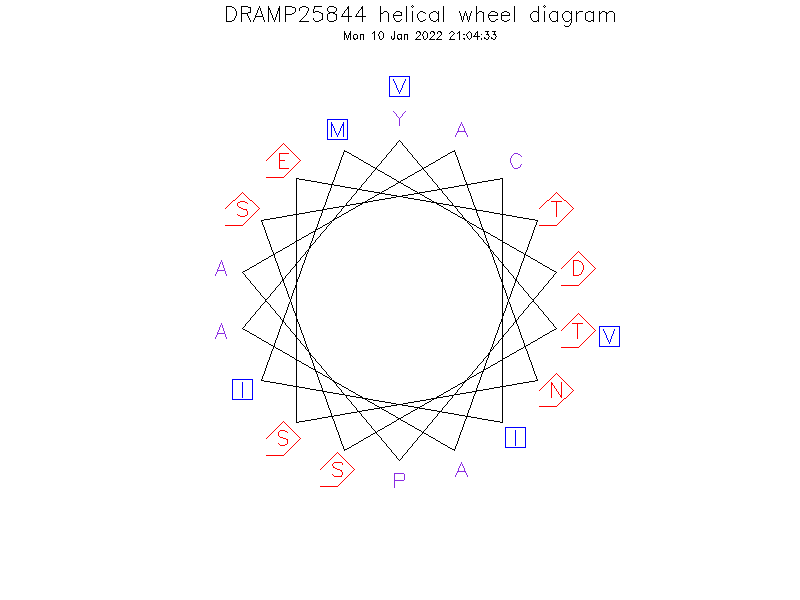 DRAMP25844 helical wheel diagram
Mon 10 Jan 2022 21:04:33
V
Y
M A
E C
S T
A D
A T V
I N
S I
S P A